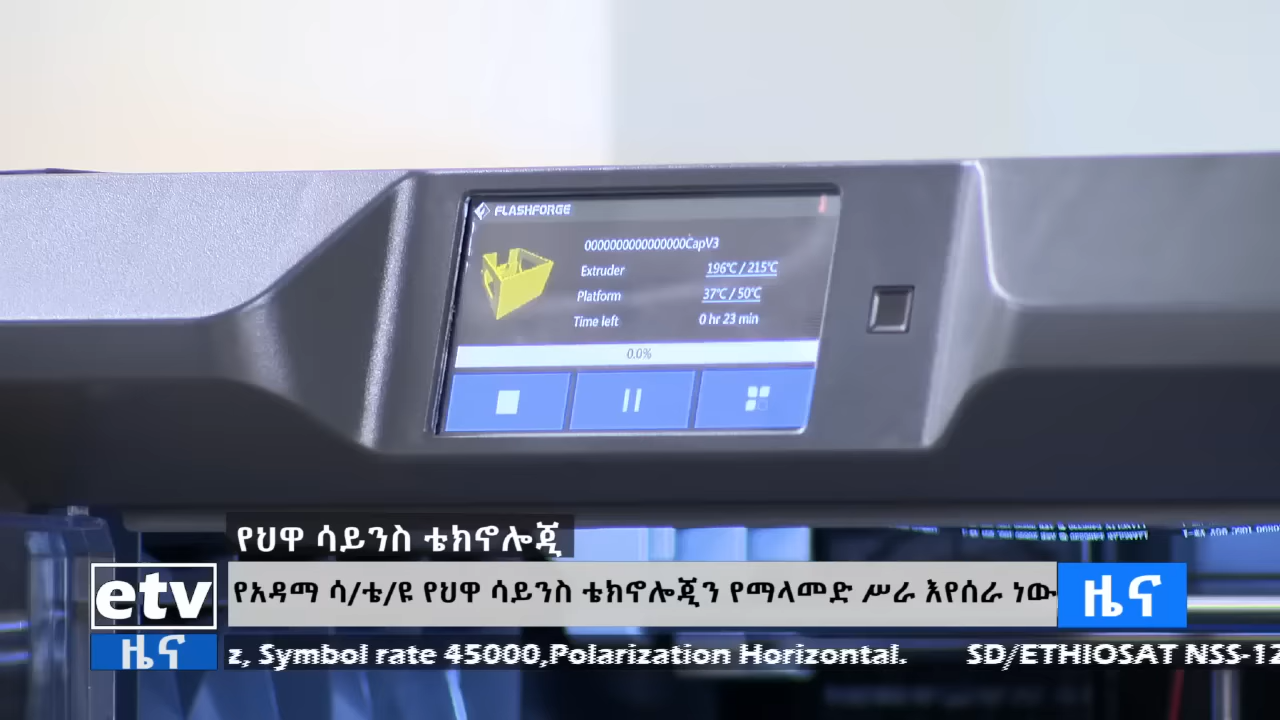 FLASHFORGE
0000000000000000CapV3
Extruder 196℃ / 215℃
Platform 37℃ / 50℃
Time left 0 hr 23 min
0.0%
የህዋ ሳይንስ ቴክኖሎጂ
etv የአዳማ ሳ/ቴ/ዩ የህዋ ሳይንስ ቴክኖሎጂን የማላመድ ሥራ እየሰራ ነው ዜና
ዜና z, Symbol rate 45000,Polarization Horizontal. SD/ETHIOSAT NSS-12